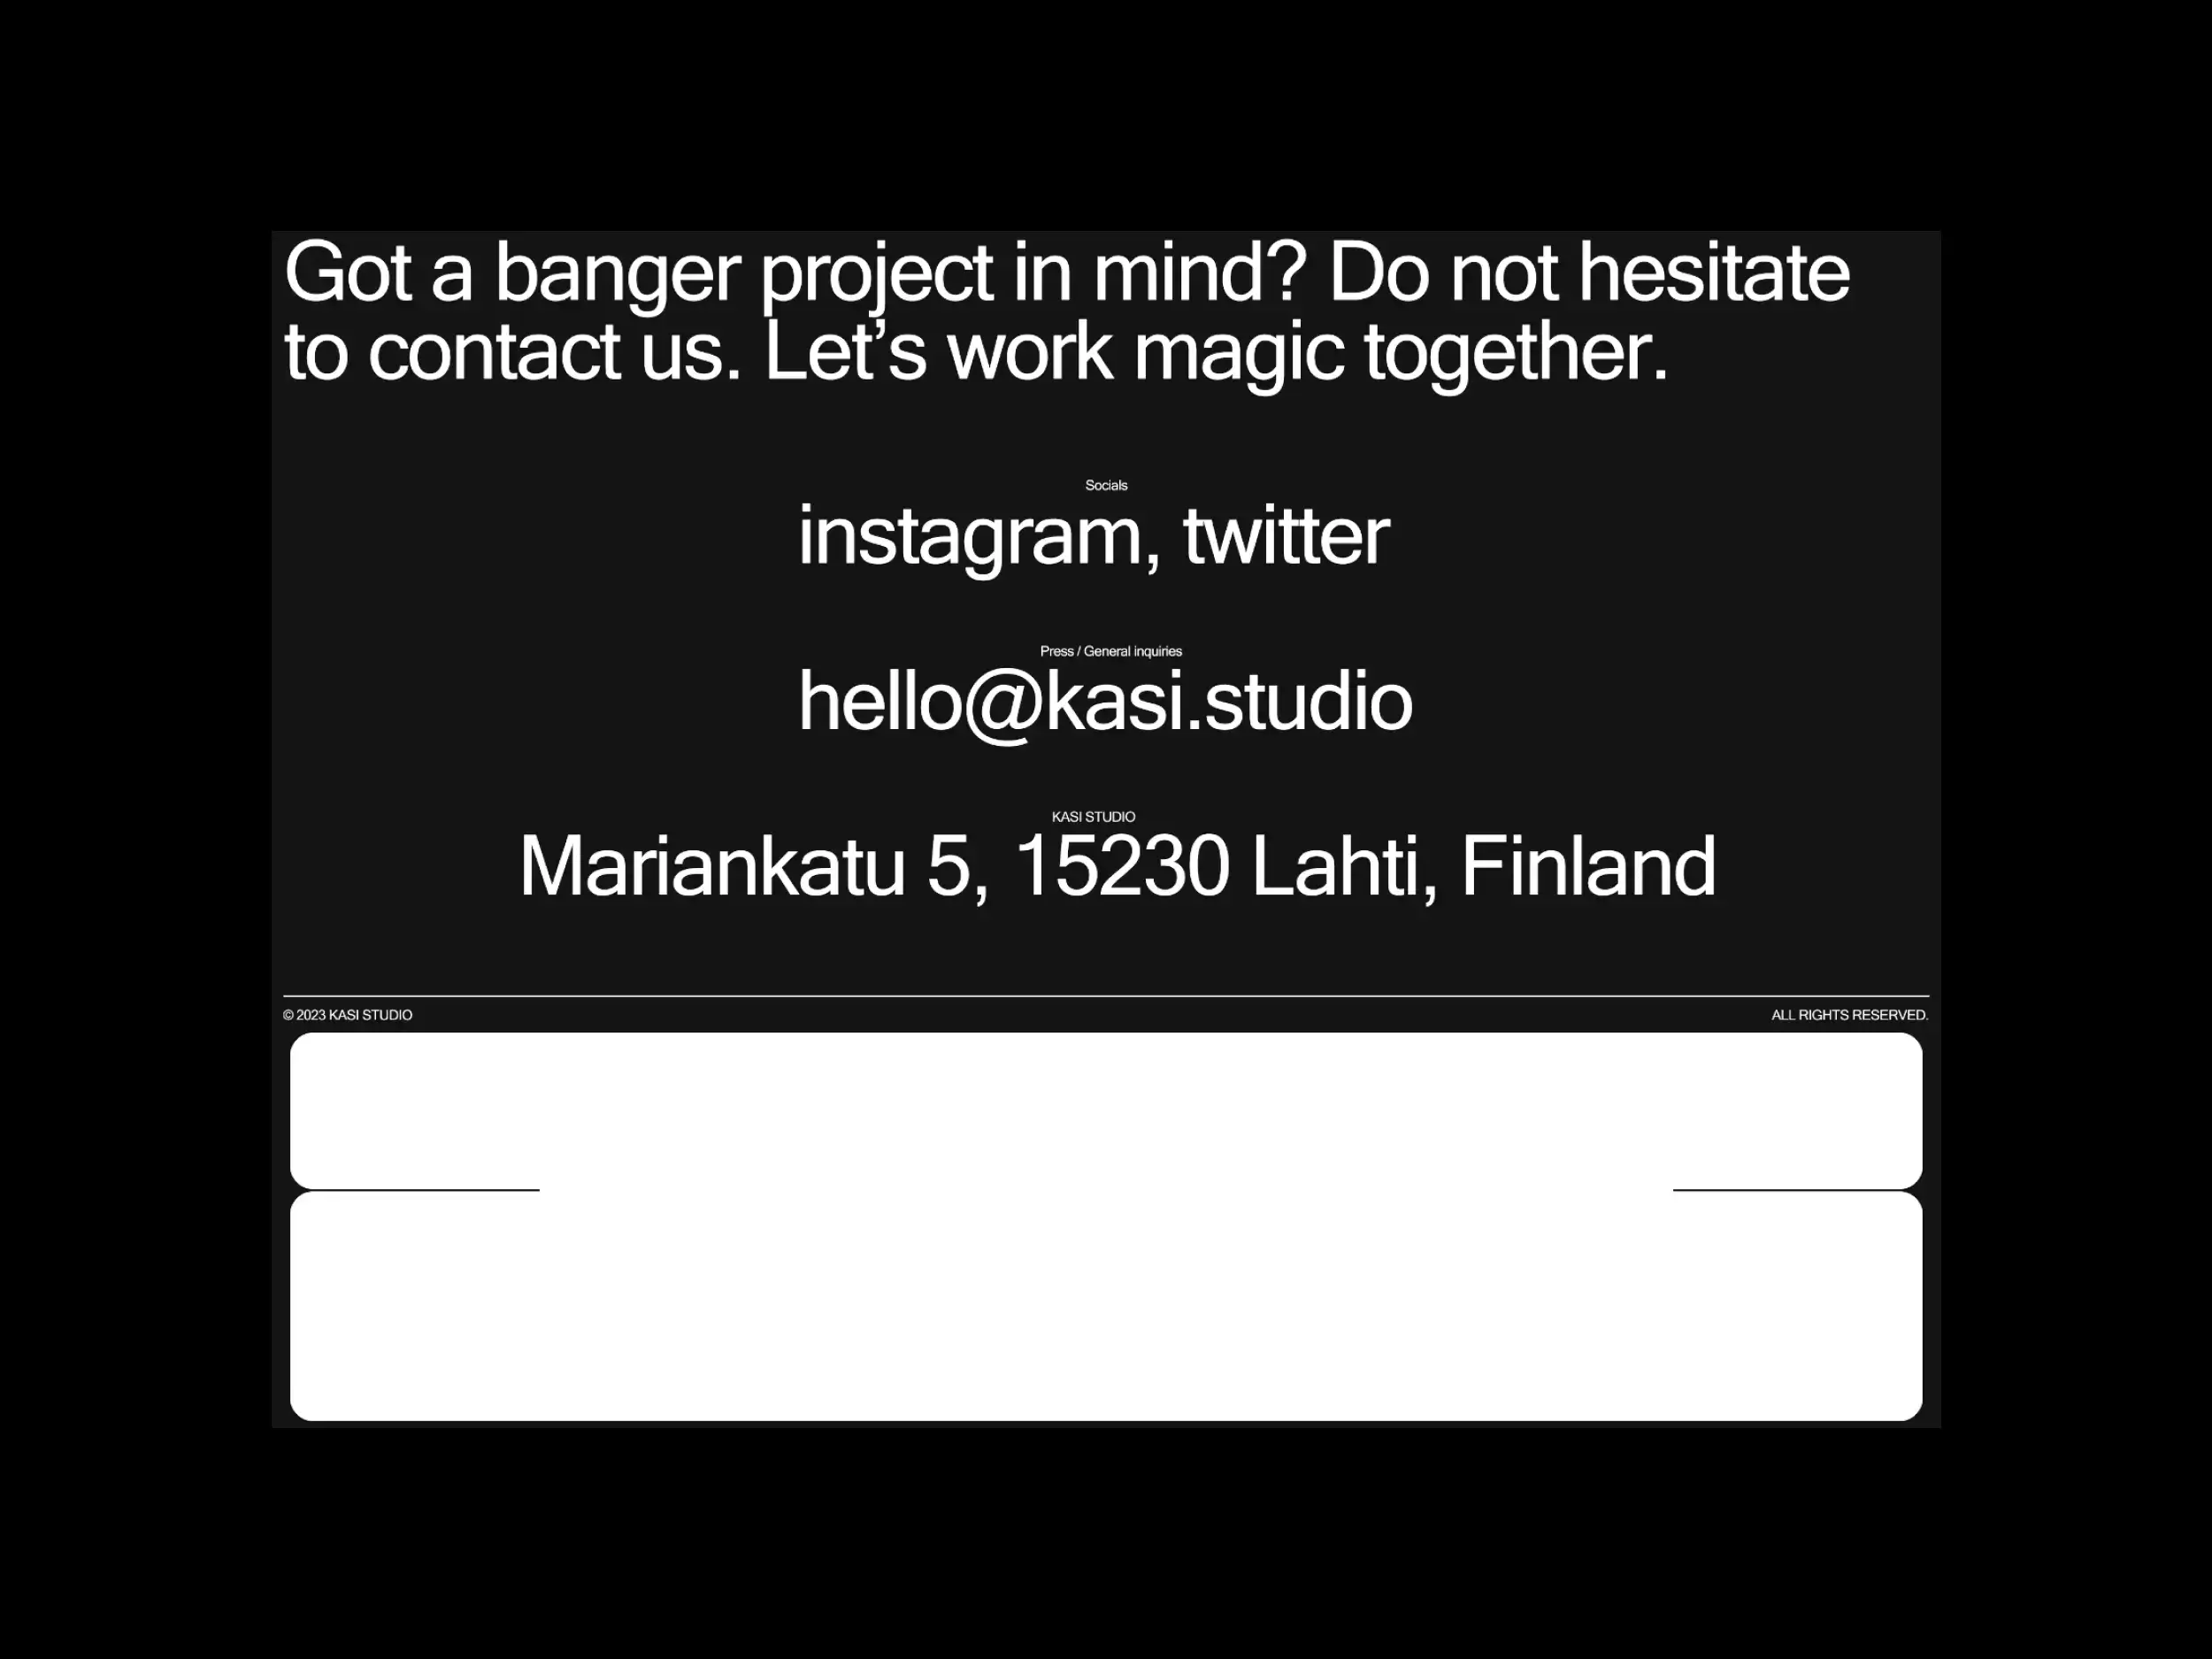 Got a banger project in mind? Do not hesitate
to contact us. Let’s work magic together.
Socials
instagram, twitter
Press / General inquiries
hello@kasi.studio
KASI STUDIO
Mariankatu 5, 15230 Lahti, Finland
© 2023 KASI STUDIO
ALL RIGHTS RESERVED.